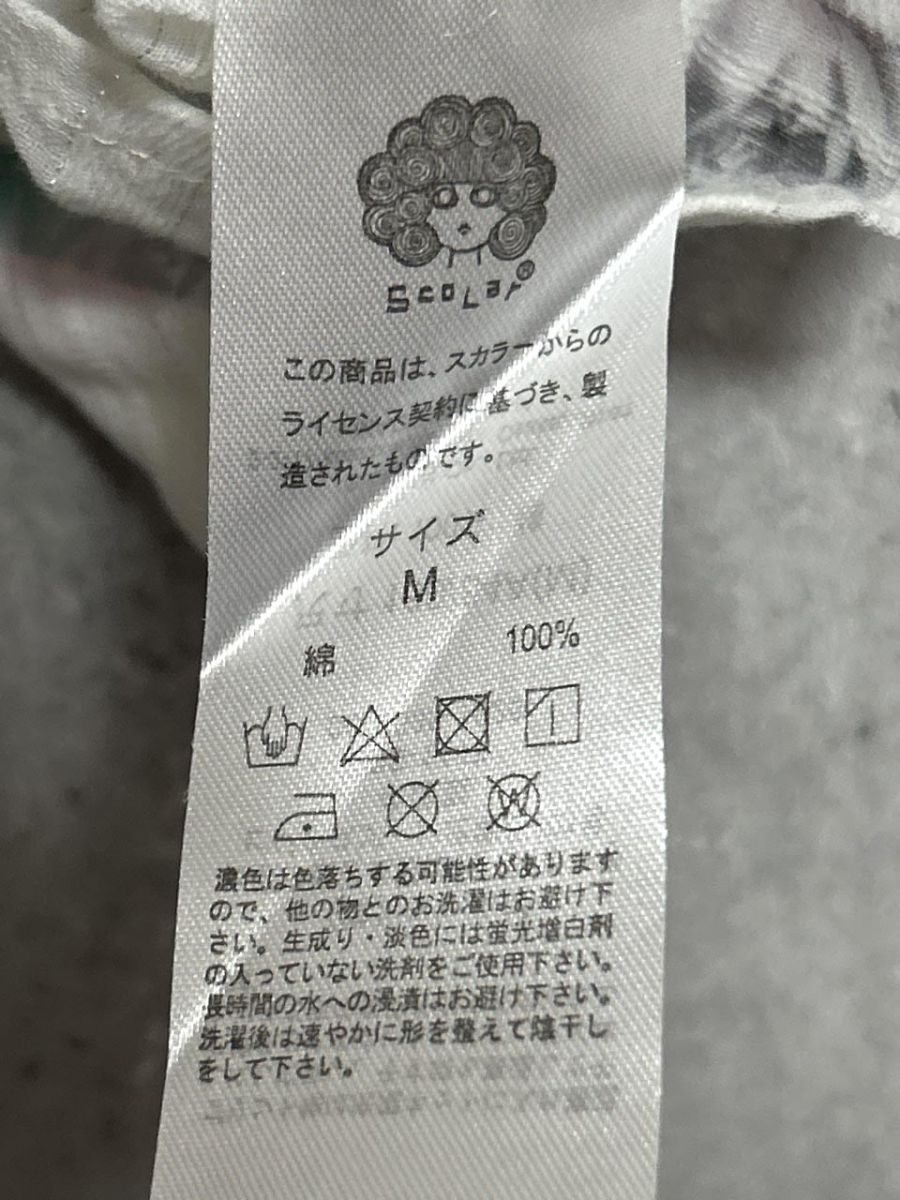 ScoLar®
この商品は、スカラーからの
ライセンス契約に基づき、製
造されたものです。
サイズ
M
綿 100%
濃色は色落ちする可能性があります
ので、他の物とのお洗濯はお避け下
さい。生成り・淡色には蛍光増白剤
の入っていない洗剤をご使用下さい。
長時間の水への浸漬はお避け下さい。
洗濯後は速やかに形を整えて陰干し
をして下さい。